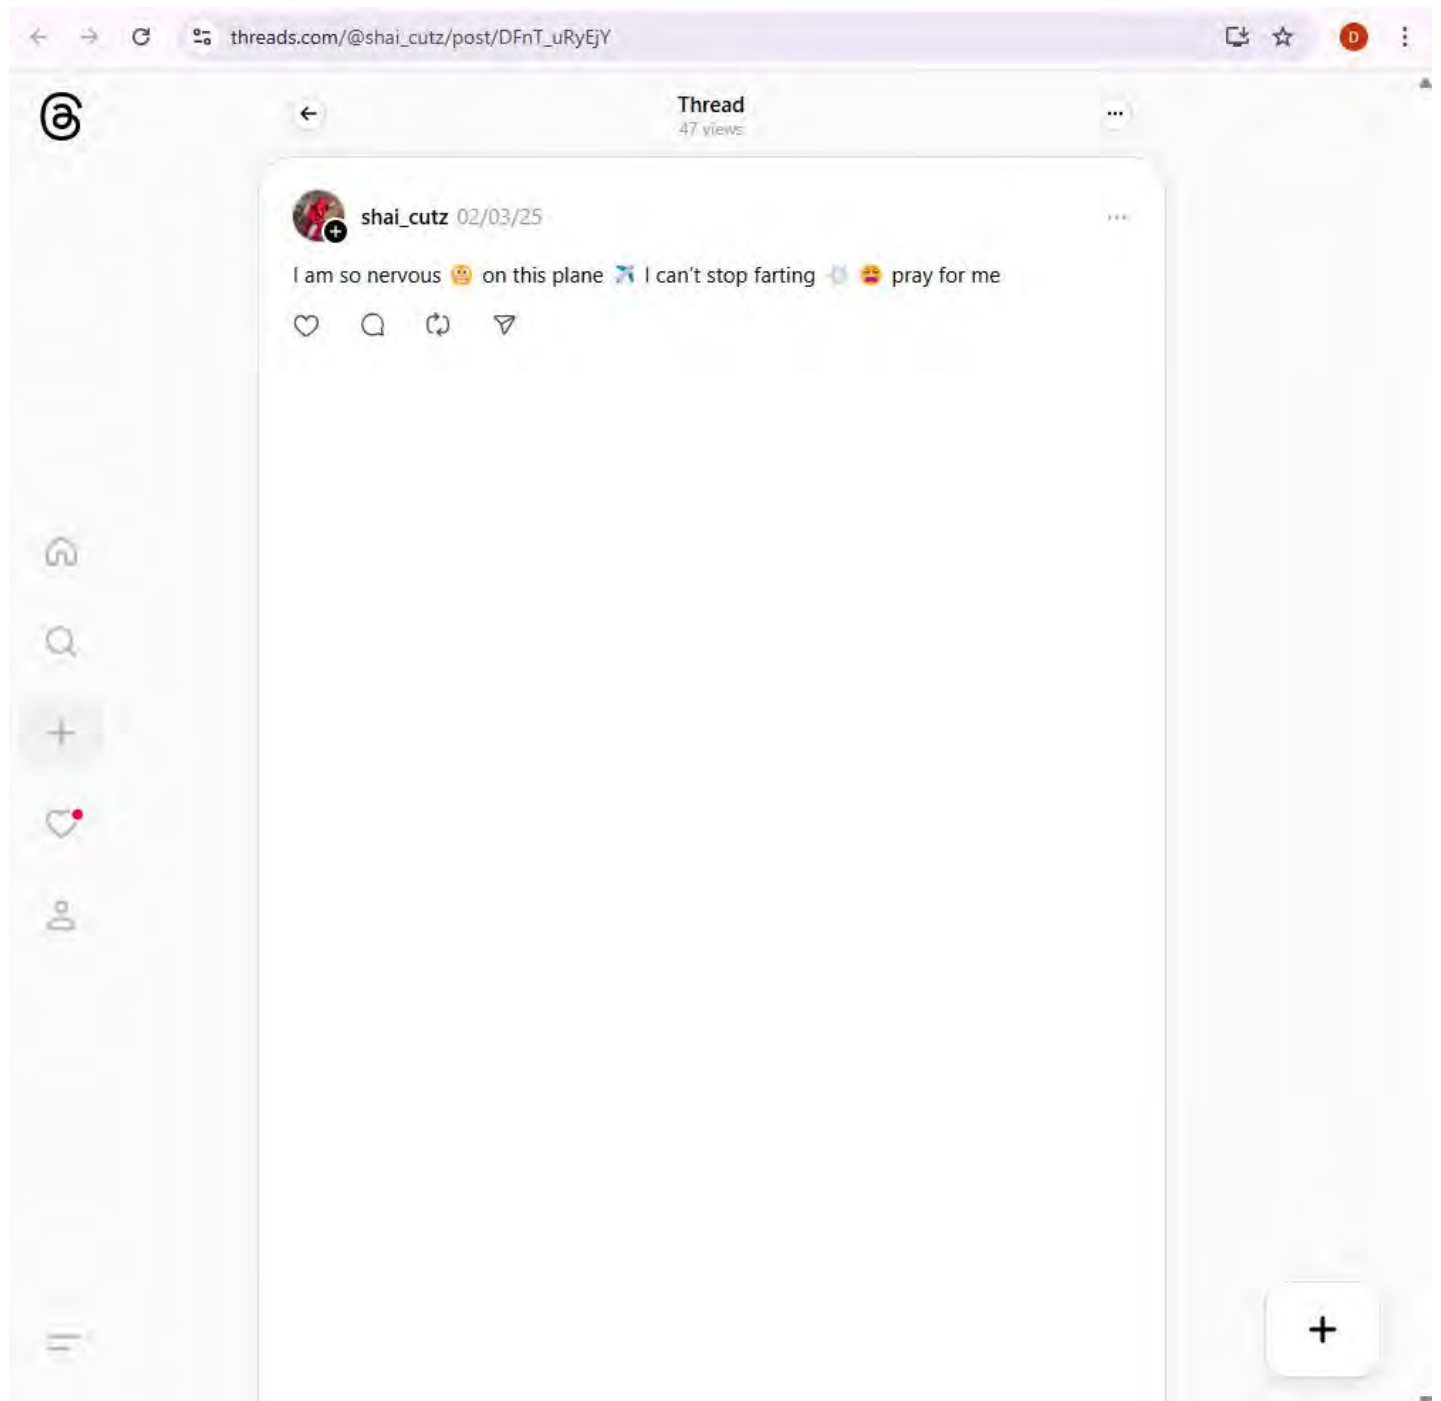 threads.com/@shai_cutz/post/DFnT_uRyEjY
D
Thread
47 views
shai_cutz 02/03/25
I am so nervous 😬 on this plane ✈️ I can't stop farting 💨 😩 pray for me